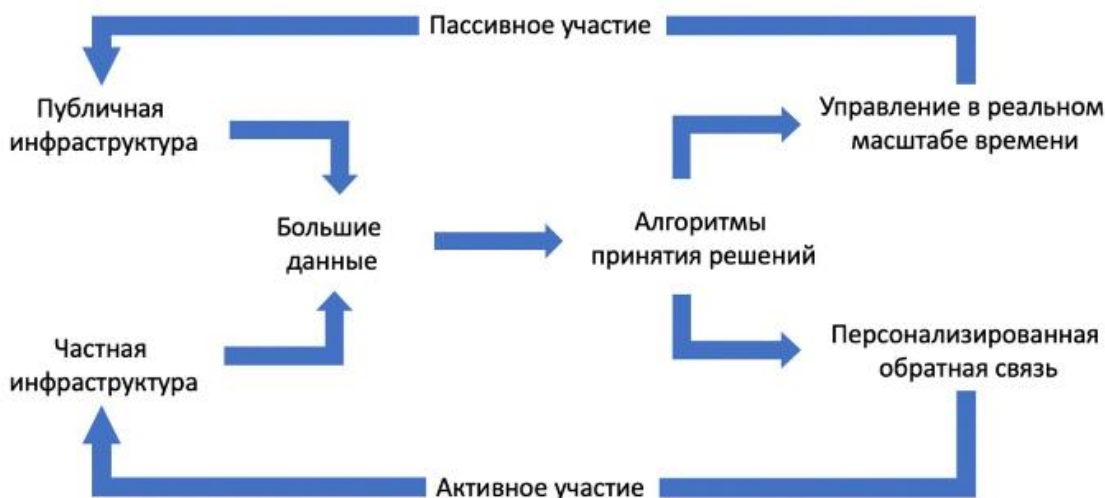 Пассивное участие
Публичная
инфраструктура
Управление в реальном
масштабе времени
Большие
данные
Алгоритмы
принятия решений
Частная
инфраструктура
Персонализированная
обратная связь
Активное участие